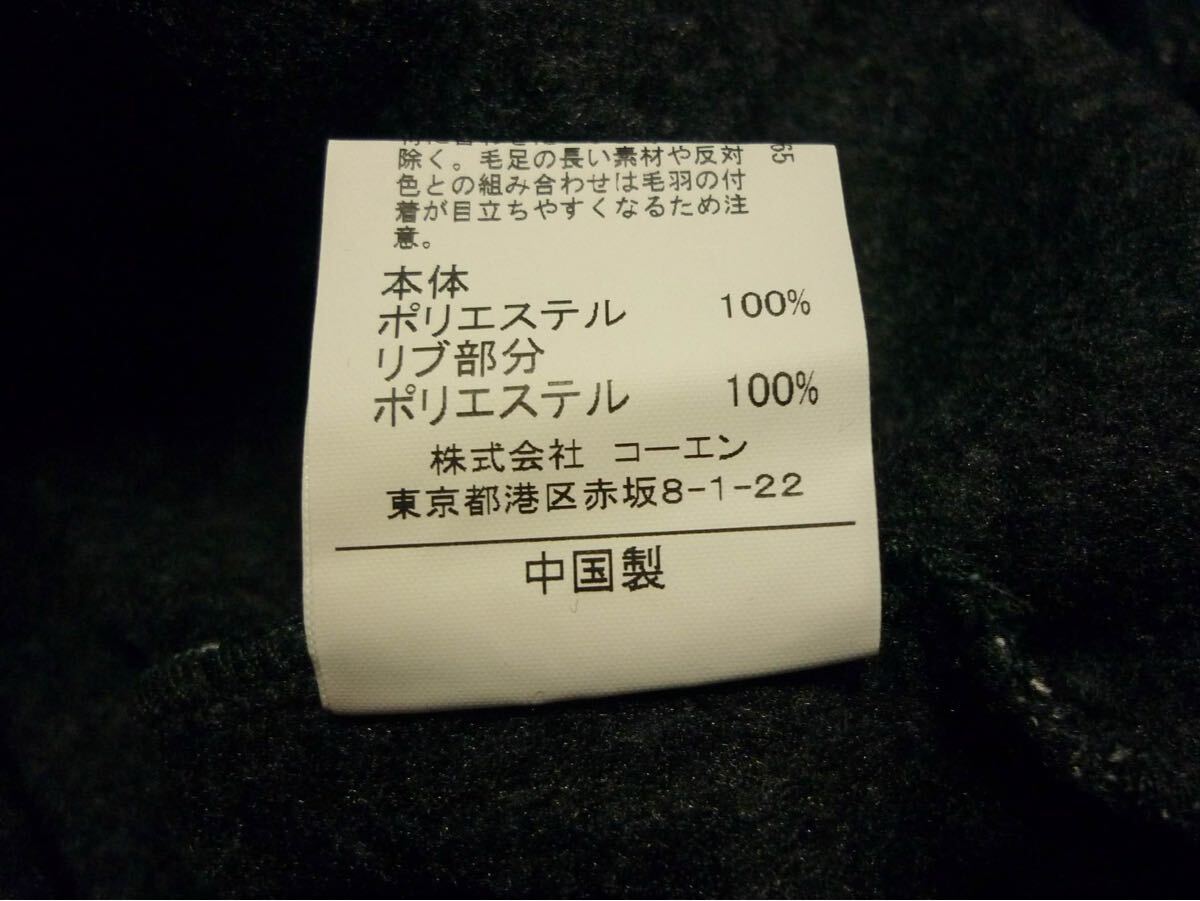 除く。毛足の長い素材や反対
色との組み合わせは毛羽の付
着が目立ちやすくなるため注
意。
65
本体
ポリエステル 100%
リブ部分
ポリエステル 100%
株式会社 コーエン
東京都港区赤坂8-1-22
中国製